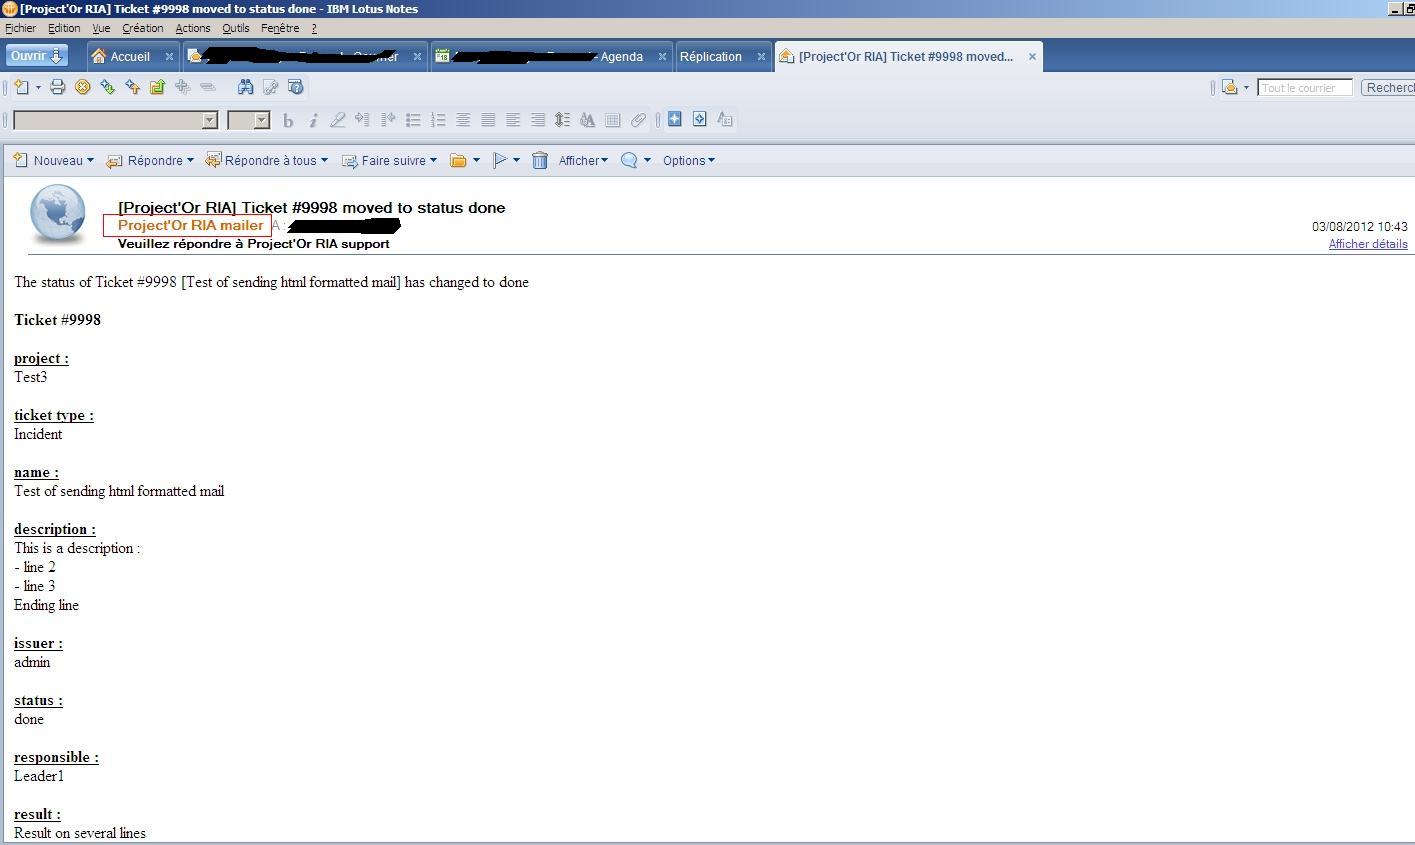 [Project'Or RIA] Ticket #9998 moved to status done - IBM Lotus Notes
Fichier Edition Vue Création Actions Outils Fenêtre ?
Ouvrir Accueil - Agenda Réplication [Project'Or RIA] Ticket #9998 moved...
Tout le courrier Recherc
b i
Nouveau Répondre Répondre à tous Faire suivre Afficher Options
[Project'Or RIA] Ticket #9998 moved to status done
Project'Or RIA mailer A :
03/08/2012 10:43
Veuillez répondre à Project'Or RIA support
Afficher détails
The status of Ticket #9998 [Test of sending html formatted mail] has changed to done
Ticket #9998
project :
Test3
ticket type :
Incident
name :
Test of sending html formatted mail
description :
This is a description :
- line 2
- line 3
Ending line
issuer :
admin
status :
done
responsible :
Leader1
result :
Result on several lines